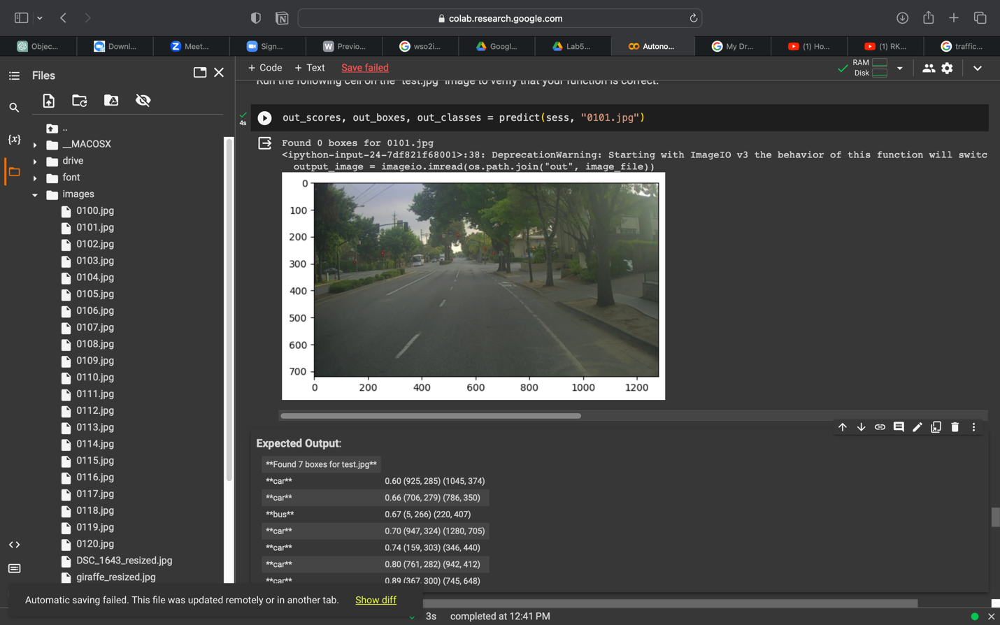 colab.research.google.com
Objec...
Downl...
Meet...
Sign...
W Previo...
wso2i...
Googl...
Lab5...
Autono...
My Dr...
(1) Ho...
(1) RK...
traffic...
Files
+ Code + Text Save failed
RAM
Disk
Run the following cell on the "test.jpg" image to verify that your function is correct.
..
__MACOSX
drive
font
images
0100.jpg
0101.jpg
0102.jpg
0103.jpg
0104.jpg
0105.jpg
0106.jpg
0107.jpg
0108.jpg
0109.jpg
0110.jpg
0111.jpg
0112.jpg
0113.jpg
0114.jpg
0115.jpg
0116.jpg
0117.jpg
0118.jpg
0119.jpg
0120.jpg
DSC_1643_resized.jpg
giraffe_resized.jpg
{x}
4s
out_scores, out_boxes, out_classes = predict(sess, "0101.jpg")
Found 0 boxes for 0101.jpg
<ipython-input-24-7df821f68001>:38: DeprecationWarning: Starting with ImageIO v3 the behavior of this function will switc
output_image = imageio.imread(os.path.join("out", image_file))
0
100
200
300
400
500
600
700
0 200 400 600 800 1000 1200
Expected Output:
**Found 7 boxes for test.jpg**
**car** 0.60 (925, 285) (1045, 374)
**car** 0.66 (706, 279) (786, 350)
**bus** 0.67 (5, 266) (220, 407)
**car** 0.70 (947, 324) (1280, 705)
**car** 0.74 (159, 303) (346, 440)
**car** 0.80 (761, 282) (942, 412)
**car** 0.89 (367, 300) (745, 648)
Automatic saving failed. This file was updated remotely or in another tab. Show diff
3s completed at 12:41 PM